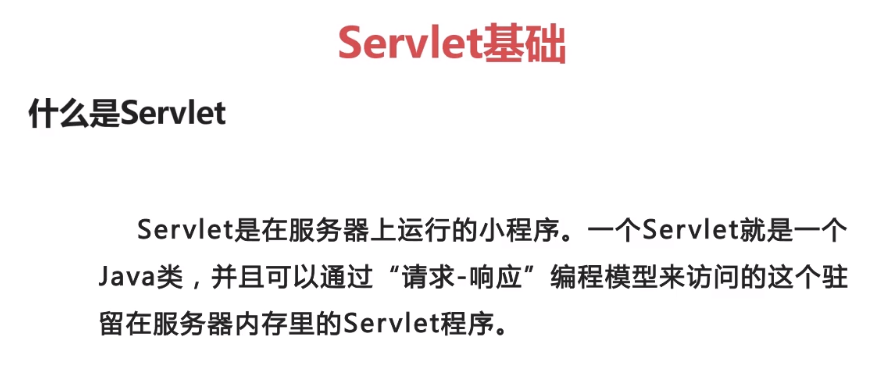 Servlet基础
什么是Servlet
Servlet是在服务器上运行的小程序。一个Servlet就是一个
Java类，并且可以通过“请求-响应”编程模型来访问的这个驻
留在服务器内存里的Servlet程序。